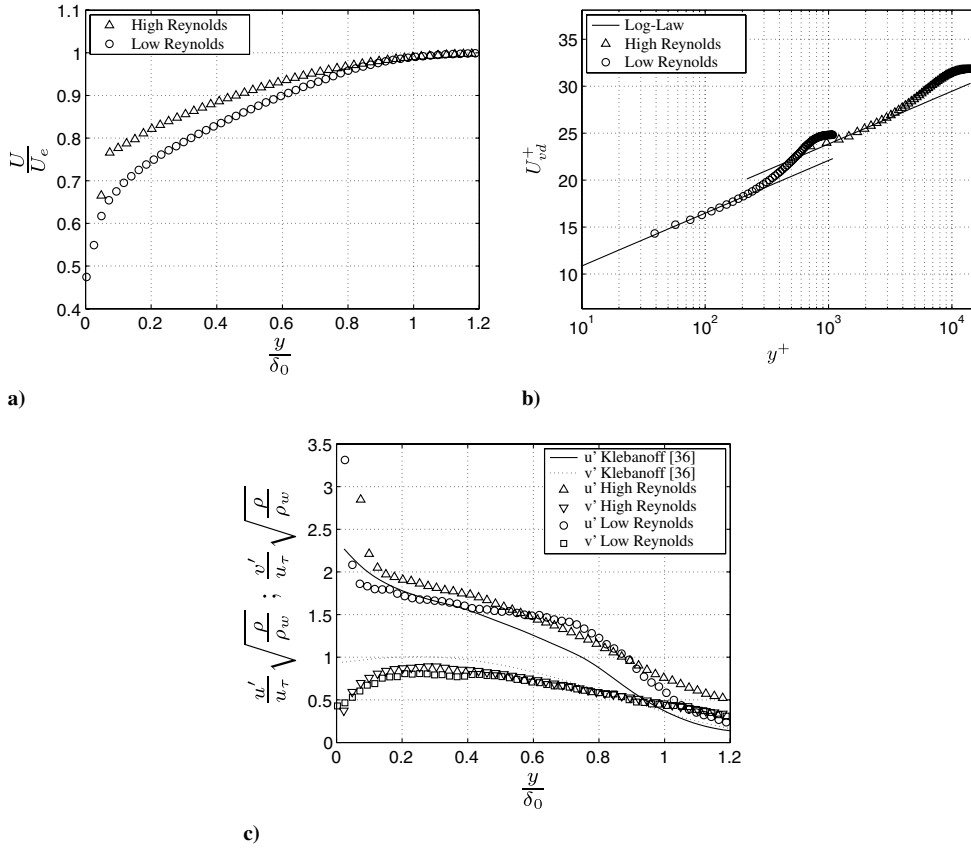 High Reynolds
Low Reynolds
1
0.9
0.8
0.7
0.6
0.5
0.4
U
U_e
0
0.2
0.4
0.6
0.8
1.0
1.2
y
δ_0
a)
Log-Law
High Reynolds
Low Reynolds
35
30
25
20
15
10
U^+_{vd}
10^1
10^2
10^3
10^4
y^+
b)
u' Klebanoff [36]
v' Klebanoff [36]
u' High Reynolds
v' High Reynolds
u' Low Reynolds
v' Low Reynolds
3.5
3
2.5
2
1.5
1
0.5
0
u'/u_τ √(ρ/ρ_w) ; v'/u_τ √(ρ/ρ_w)
0
0.2
0.4
0.6
0.8
1
1.2
y
δ_0
c)